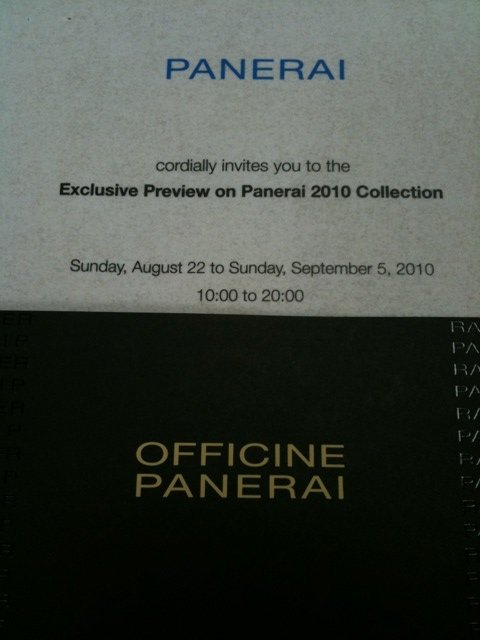 PANERAI
cordially invites you to the
Exclusive Preview on Panerai 2010 Collection
Sunday, August 22 to Sunday, September 5, 2010
10:00 to 20:00
OFFICINE
PANERAI